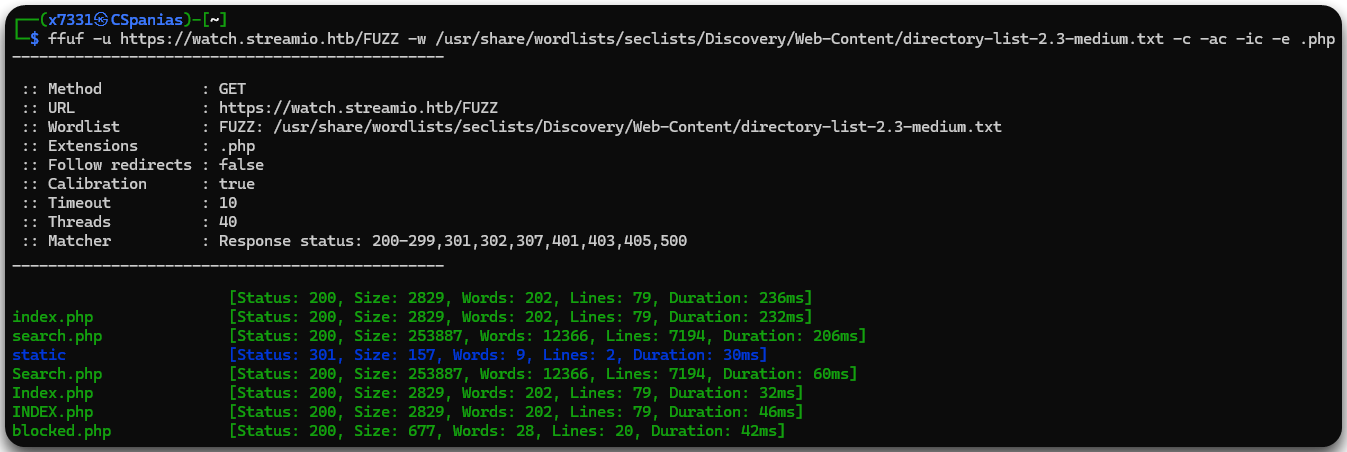 ┌──(x7331㉿CSpanias)-[~]
└─$ ffuf -u https://watch.streamio.htb/FUZZ -w /usr/share/wordlists/seclists/Discovery/Web-Content/directory-list-2.3-medium.txt -c -ac -ic -e .php
________________________________________________
:: Method : GET
:: URL : https://watch.streamio.htb/FUZZ
:: Wordlist : FUZZ: /usr/share/wordlists/seclists/Discovery/Web-Content/directory-list-2.3-medium.txt
:: Extensions : .php
:: Follow redirects : false
:: Calibration : true
:: Timeout : 10
:: Threads : 40
:: Matcher : Response status: 200-299,301,302,307,401,403,405,500
________________________________________________
[Status: 200, Size: 2829, Words: 202, Lines: 79, Duration: 236ms]
index.php [Status: 200, Size: 2829, Words: 202, Lines: 79, Duration: 232ms]
search.php [Status: 200, Size: 253887, Words: 12366, Lines: 7194, Duration: 206ms]
static [Status: 301, Size: 157, Words: 9, Lines: 2, Duration: 30ms]
Search.php [Status: 200, Size: 253887, Words: 12366, Lines: 7194, Duration: 60ms]
Index.php [Status: 200, Size: 2829, Words: 202, Lines: 79, Duration: 32ms]
INDEX.php [Status: 200, Size: 2829, Words: 202, Lines: 79, Duration: 46ms]
blocked.php [Status: 200, Size: 677, Words: 28, Lines: 20, Duration: 42ms]